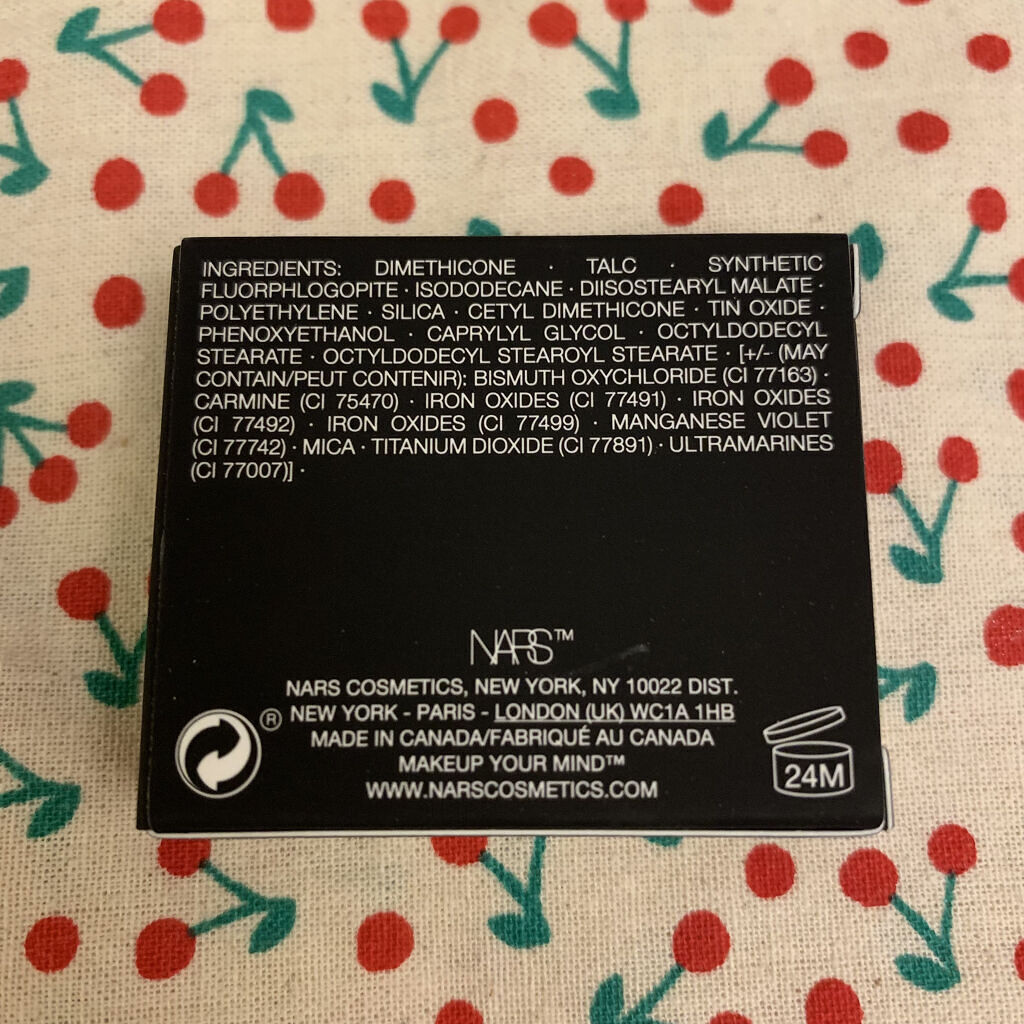 INGREDIENTS: DIMETHICONE · TALC · SYNTHETIC
FLUORPHLOGOPITE · ISODODECANE · DIISOSTEARYL MALATE ·
POLYETHYLENE · SILICA · CETYL DIMETHICONE · TIN OXIDE ·
PHENOXYETHANOL · CAPRYLYL GLYCOL · OCTYLDODECYL
STEARATE · OCTYLDODECYL STEAROYL STEARATE · [+/- (MAY
CONTAIN/PEUT CONTENIR): BISMUTH OXYCHLORIDE (CI 77163) ·
CARMINE (CI 75470) · IRON OXIDES (CI 77491) · IRON OXIDES
(CI 77492) · IRON OXIDES (CI 77499) · MANGANESE VIOLET
(CI 77742) · MICA · TITANIUM DIOXIDE (CI 77891) · ULTRAMARINES
(CI 77007)] ·
NARS™
NARS COSMETICS, NEW YORK, NY 10022 DIST.
® NEW YORK - PARIS - LONDON (UK) WC1A 1HB
MADE IN CANADA/FABRIQUÉ AU CANADA
MAKEUP YOUR MIND™
WWW.NARSCOSMETICS.COM
24M